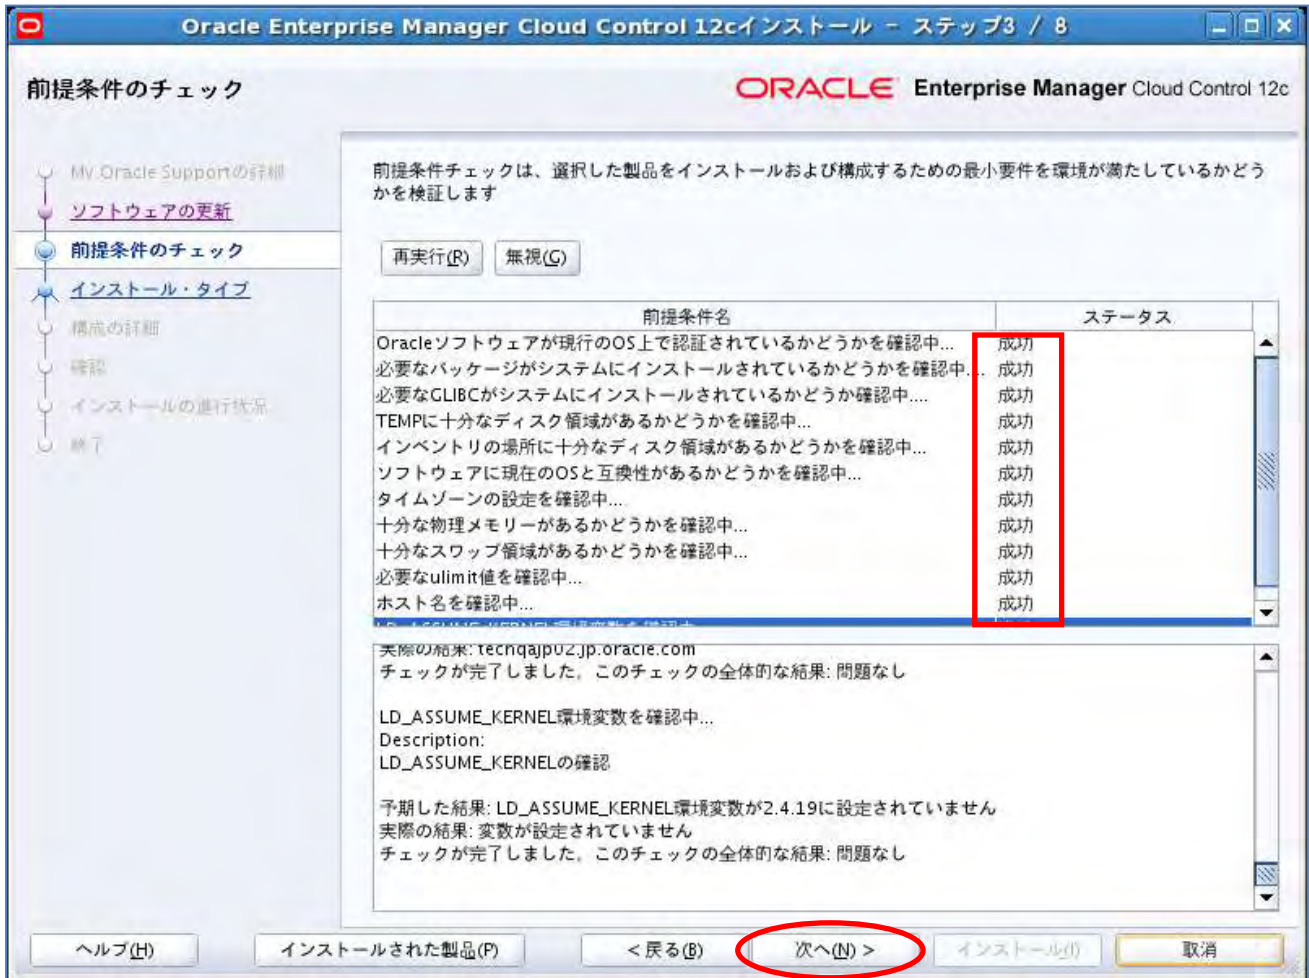 Oracle Enterprise Manager Cloud Control 12cインストール - ステップ3 / 8
前提条件のチェック
ORACLE Enterprise Manager Cloud Control 12c
My Oracle Supportの詳細
ソフトウェアの更新
前提条件のチェック
インストール・タイプ
構成の詳細
確認
インストールの進行状況
終了
前提条件チェックは、選択した製品をインストールおよび構成するための最小要件を環境が満たしているかどう
かを検証します
再実行(R) 無視(G)
前提条件名 ステータス
Oracleソフトウェアが現行のOS上で認証されているかどうかを確認中... 成功
必要なパッケージがシステムにインストールされているかどうかを確認中... 成功
必要なGLIBCがシステムにインストールされているかどうか確認中.... 成功
TEMPに十分なディスク領域があるかどうかを確認中... 成功
インベントリの場所に十分なディスク領域があるかどうかを確認中... 成功
ソフトウェアに現在のOSと互換性があるかどうかを確認中... 成功
タイムゾーンの設定を確認中... 成功
十分な物理メモリーがあるかどうかを確認中... 成功
十分なスワップ領域があるかどうかを確認中... 成功
必要なulimit値を確認中... 成功
ホスト名を確認中... 成功
LD_ASSUME_KERNEL環境変数を確認中...
実際の結果: techqajp02.jp.oracle.com
チェックが完了しました。このチェックの全体的な結果: 問題なし
LD_ASSUME_KERNEL環境変数を確認中...
Description:
LD_ASSUME_KERNELの確認
予期した結果: LD_ASSUME_KERNEL環境変数が2.4.19に設定されていません
実際の結果: 変数が設定されていません
チェックが完了しました。このチェックの全体的な結果: 問題なし
ヘルプ(H) インストールされた製品(P) < 戻る(B) 次へ(N) > インストール(I) 取消